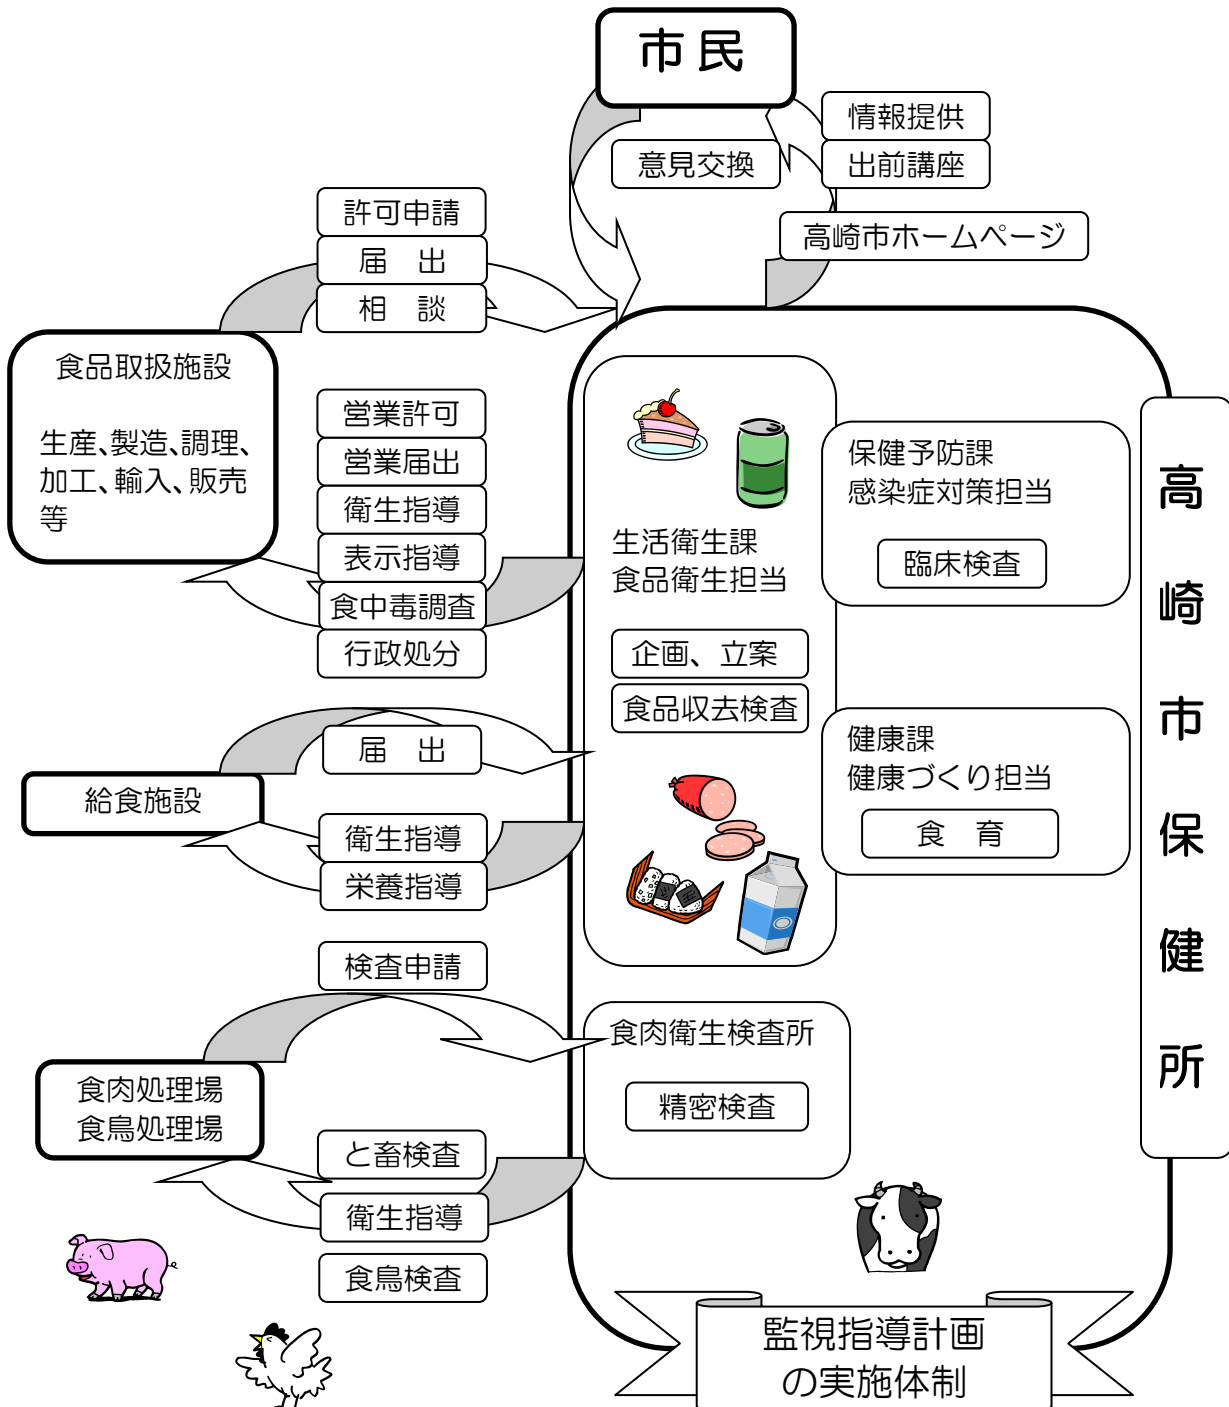 市民
情報提供
意見交換
出前講座
高崎市ホームページ
許可申請
届　出
相　談
食品取扱施設
生産、製造、調理、
加工、輸入、販売
等
営業許可
営業届出
衛生指導
表示指導
食中毒調査
行政処分
生活衛生課
食品衛生担当
企画、立案
食品収去検査
保健予防課
感染症対策担当
臨床検査
健康課
健康づくり担当
食　育
高崎市保健所
届　出
給食施設
衛生指導
栄養指導
検査申請
食肉衛生検査所
精密検査
食肉処理場
食鳥処理場
と畜検査
衛生指導
食鳥検査
監視指導計画
の実施体制